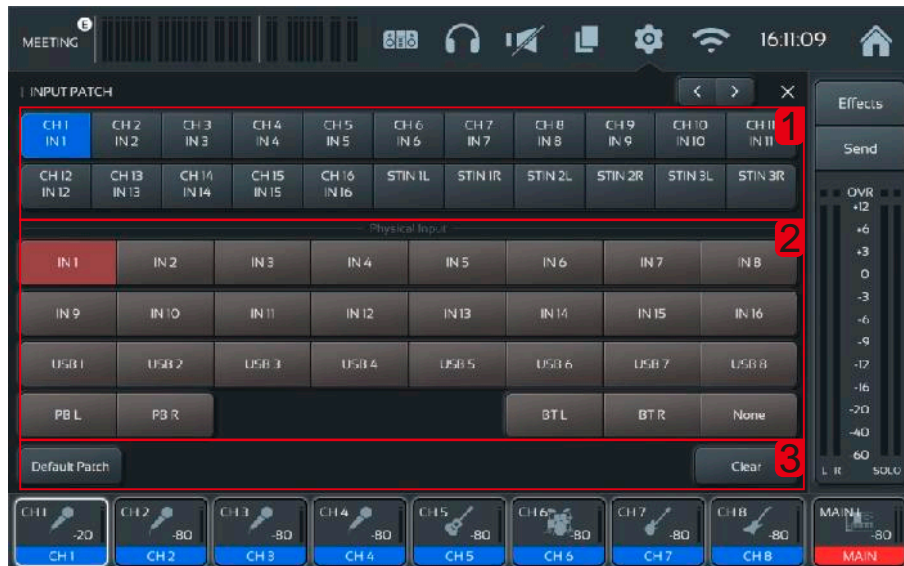 MEETING E 16:11:09
INPUT PATCH < > ×
Effects
Send
CH 1 CH 2 CH 3 CH 4 CH 5 CH 6 CH 7 CH 8 CH 9 CH 10 CH 11 1
IN 1 IN 2 IN 3 IN 4 IN 5 IN 6 IN 7 IN 8 IN 9 IN 10 IN 11
CH 12 CH 13 CH 14 CH 15 CH 16 STIN 1L STIN 1R STIN 2L STIN 2R STIN 3L STIN 3R
IN 12 IN 13 IN 14 IN 15 IN 16
Physical Input 2
IN 1 IN 2 IN 3 IN 4 IN 5 IN 6 IN 7 IN 8
IN 9 IN 10 IN 11 IN 12 IN 13 IN 14 IN 15 IN 16
USB 1 USB 2 USB 3 USB 4 USB 5 USB 6 USB 7 USB 8
PB L PB R BT L BT R None
Default Patch Clear 3
OVR
+12
+6
+3
0
-3
-6
-9
-12
-16
-20
-40
-60
L R SOLO
CH 1 CH 2 CH 3 CH 4 CH 5 CH 6 CH 7 CH 8 MAIN
-20 -80 -80 -80 -80 -80 -80 -80 -80
CH 1 CH 2 CH 3 CH 4 CH 5 CH 6 CH 7 CH 8 MAIN